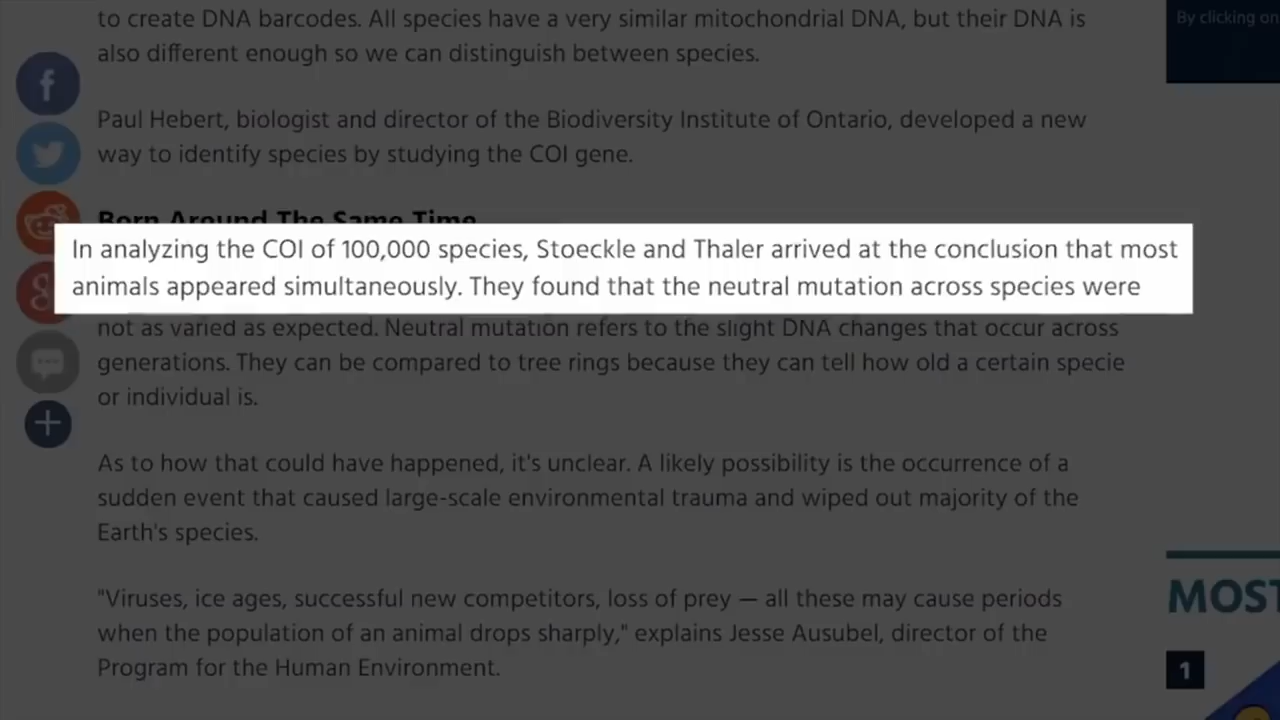 to create DNA barcodes. All species have a very similar mitochondrial DNA, but their DNA is
also different enough so we can distinguish between species.
By clicking on
Paul Hebert, biologist and director of the Biodiversity Institute of Ontario, developed a new
way to identify species by studying the COI gene.
Born Around The Same Time
In analyzing the COI of 100,000 species, Stoeckle and Thaler arrived at the conclusion that most
animals appeared simultaneously. They found that the neutral mutation across species were
not as varied as expected. Neutral mutation refers to the slight DNA changes that occur across
generations. They can be compared to tree rings because they can tell how old a certain specie
or individual is.
As to how that could have happened, it's unclear. A likely possibility is the occurrence of a
sudden event that caused large-scale environmental trauma and wiped out majority of the
Earth's species.
"Viruses, ice ages, successful new competitors, loss of prey — all these may cause periods
when the population of an animal drops sharply," explains Jesse Ausubel, director of the
Program for the Human Environment.
MOST
1